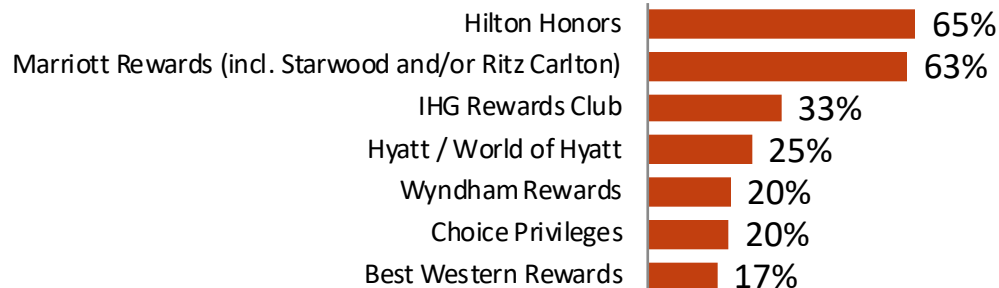 Hilton Honors 65%
Marriott Rewards (incl. Starwood and/or Ritz Carlton) 63%
IHG Rewards Club 33%
Hyatt / World of Hyatt 25%
Wyndham Rewards 20%
Choice Privileges 20%
Best Western Rewards 17%